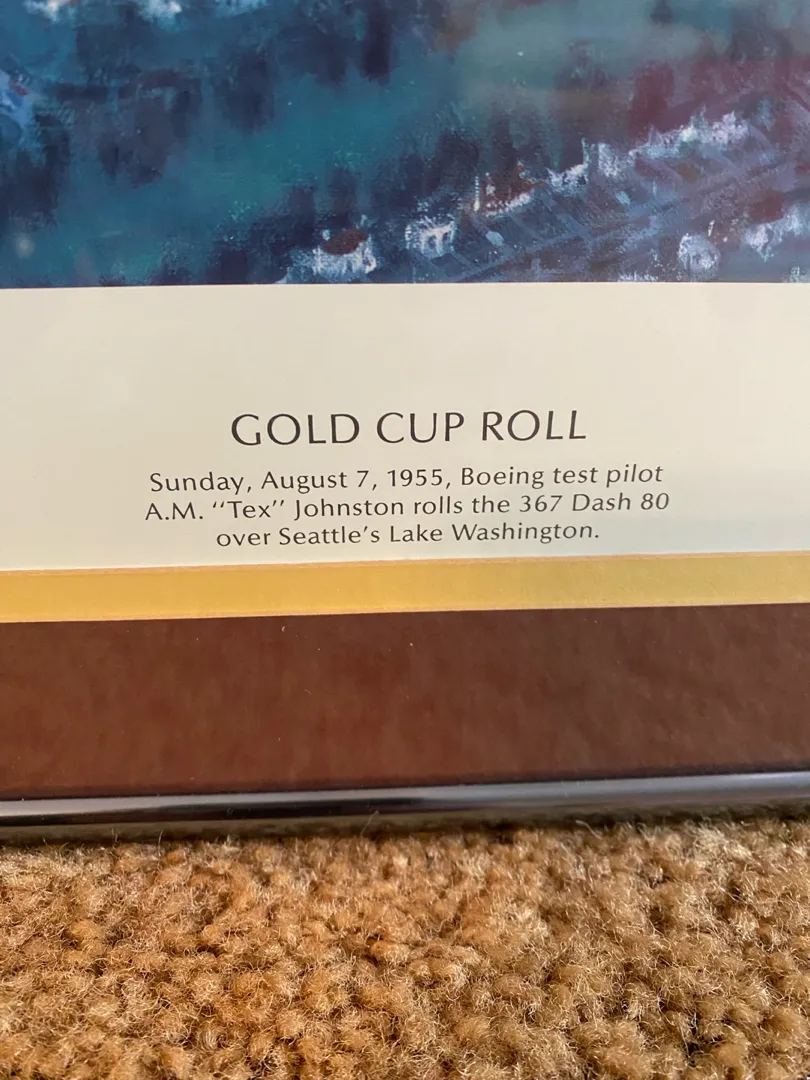 GOLD CUP ROLL
Sunday, August 7, 1955, Boeing test pilot
A.M. “Tex” Johnston rolls the 367 Dash 80
over Seattle’s Lake Washington.